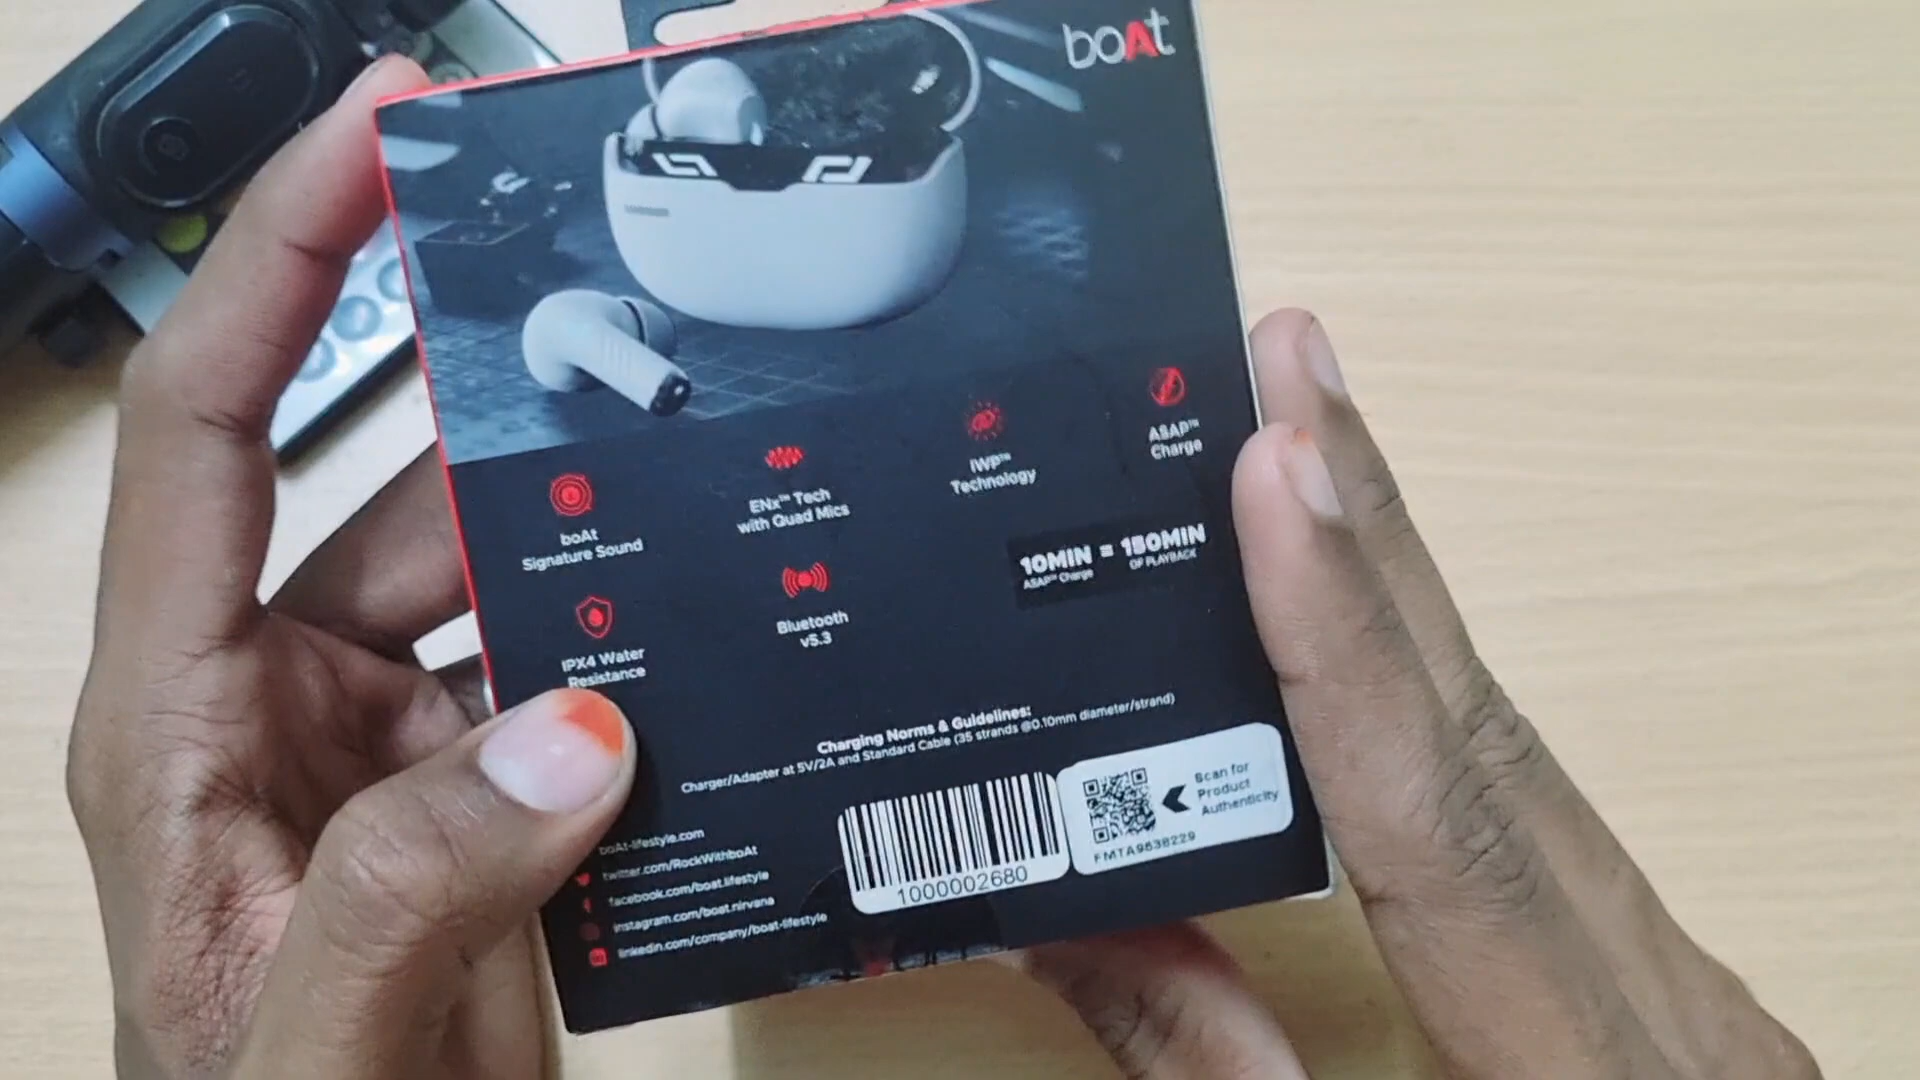 boAt
boAt
Signature Sound
ENx™ Tech
with Quad Mics
IWP™
Technology
ASAP™
Charge
10MIN = 150MIN
ASAP™ Charge OF PLAYBACK
IPX4 Water
Resistance
Bluetooth
v5.3
Charging Norms & Guidelines:
Charger/Adapter at 5V/2A and Standard Cable (35 strands @0.10mm diameter/strand)
boAt-lifestyle.com
twitter.com/RockWithboAt
facebook.com/boat.lifestyle
instagram.com/boat.nirvana
linkedin.com/company/boat-lifestyle
1000002680
Scan for
Product
Authenticity
FMTA9638229